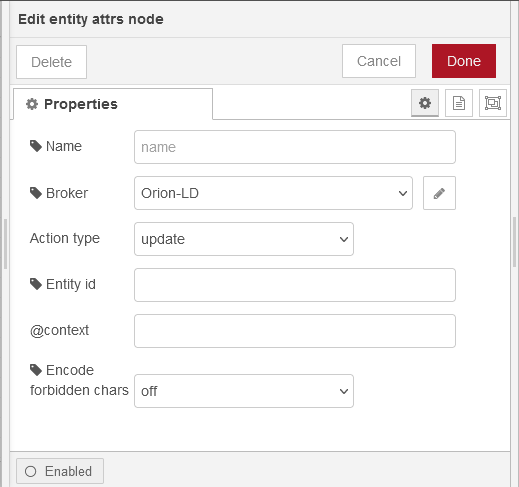 Edit entity attrs node
Delete
Cancel
Done
Properties
Name
name
Broker
Orion-LD
Action type
update
Entity id
@context
Encode
forbidden chars
off
Enabled